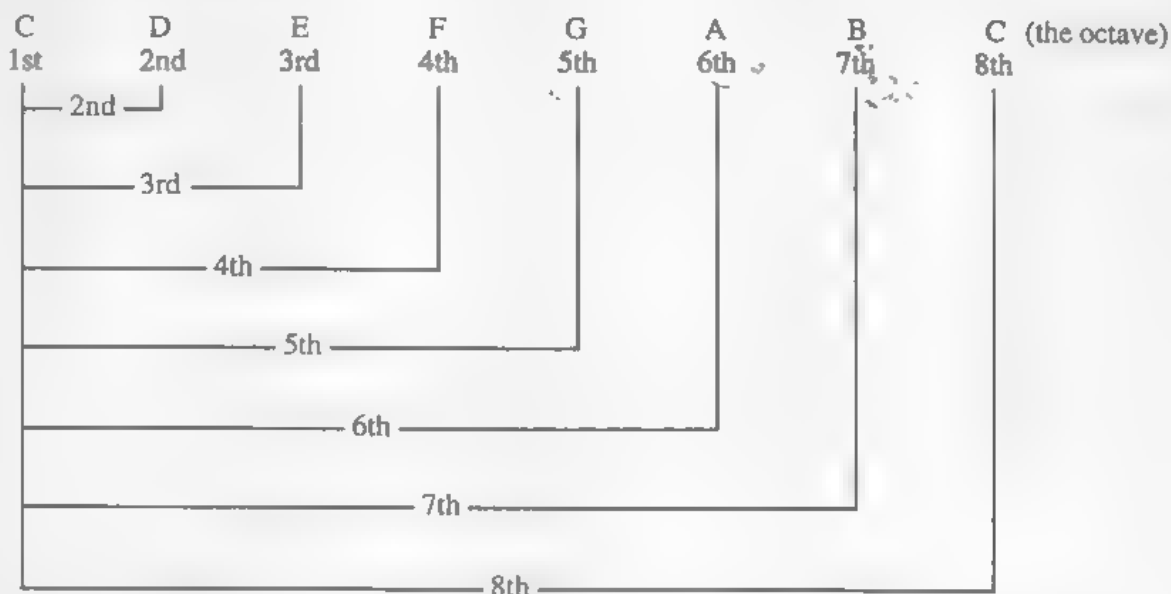 C D E F G A B C (the octave)
1st 2nd 3rd 4th 5th 6th 7th 8th
2nd
3rd
4th
5th
6th
7th
8th